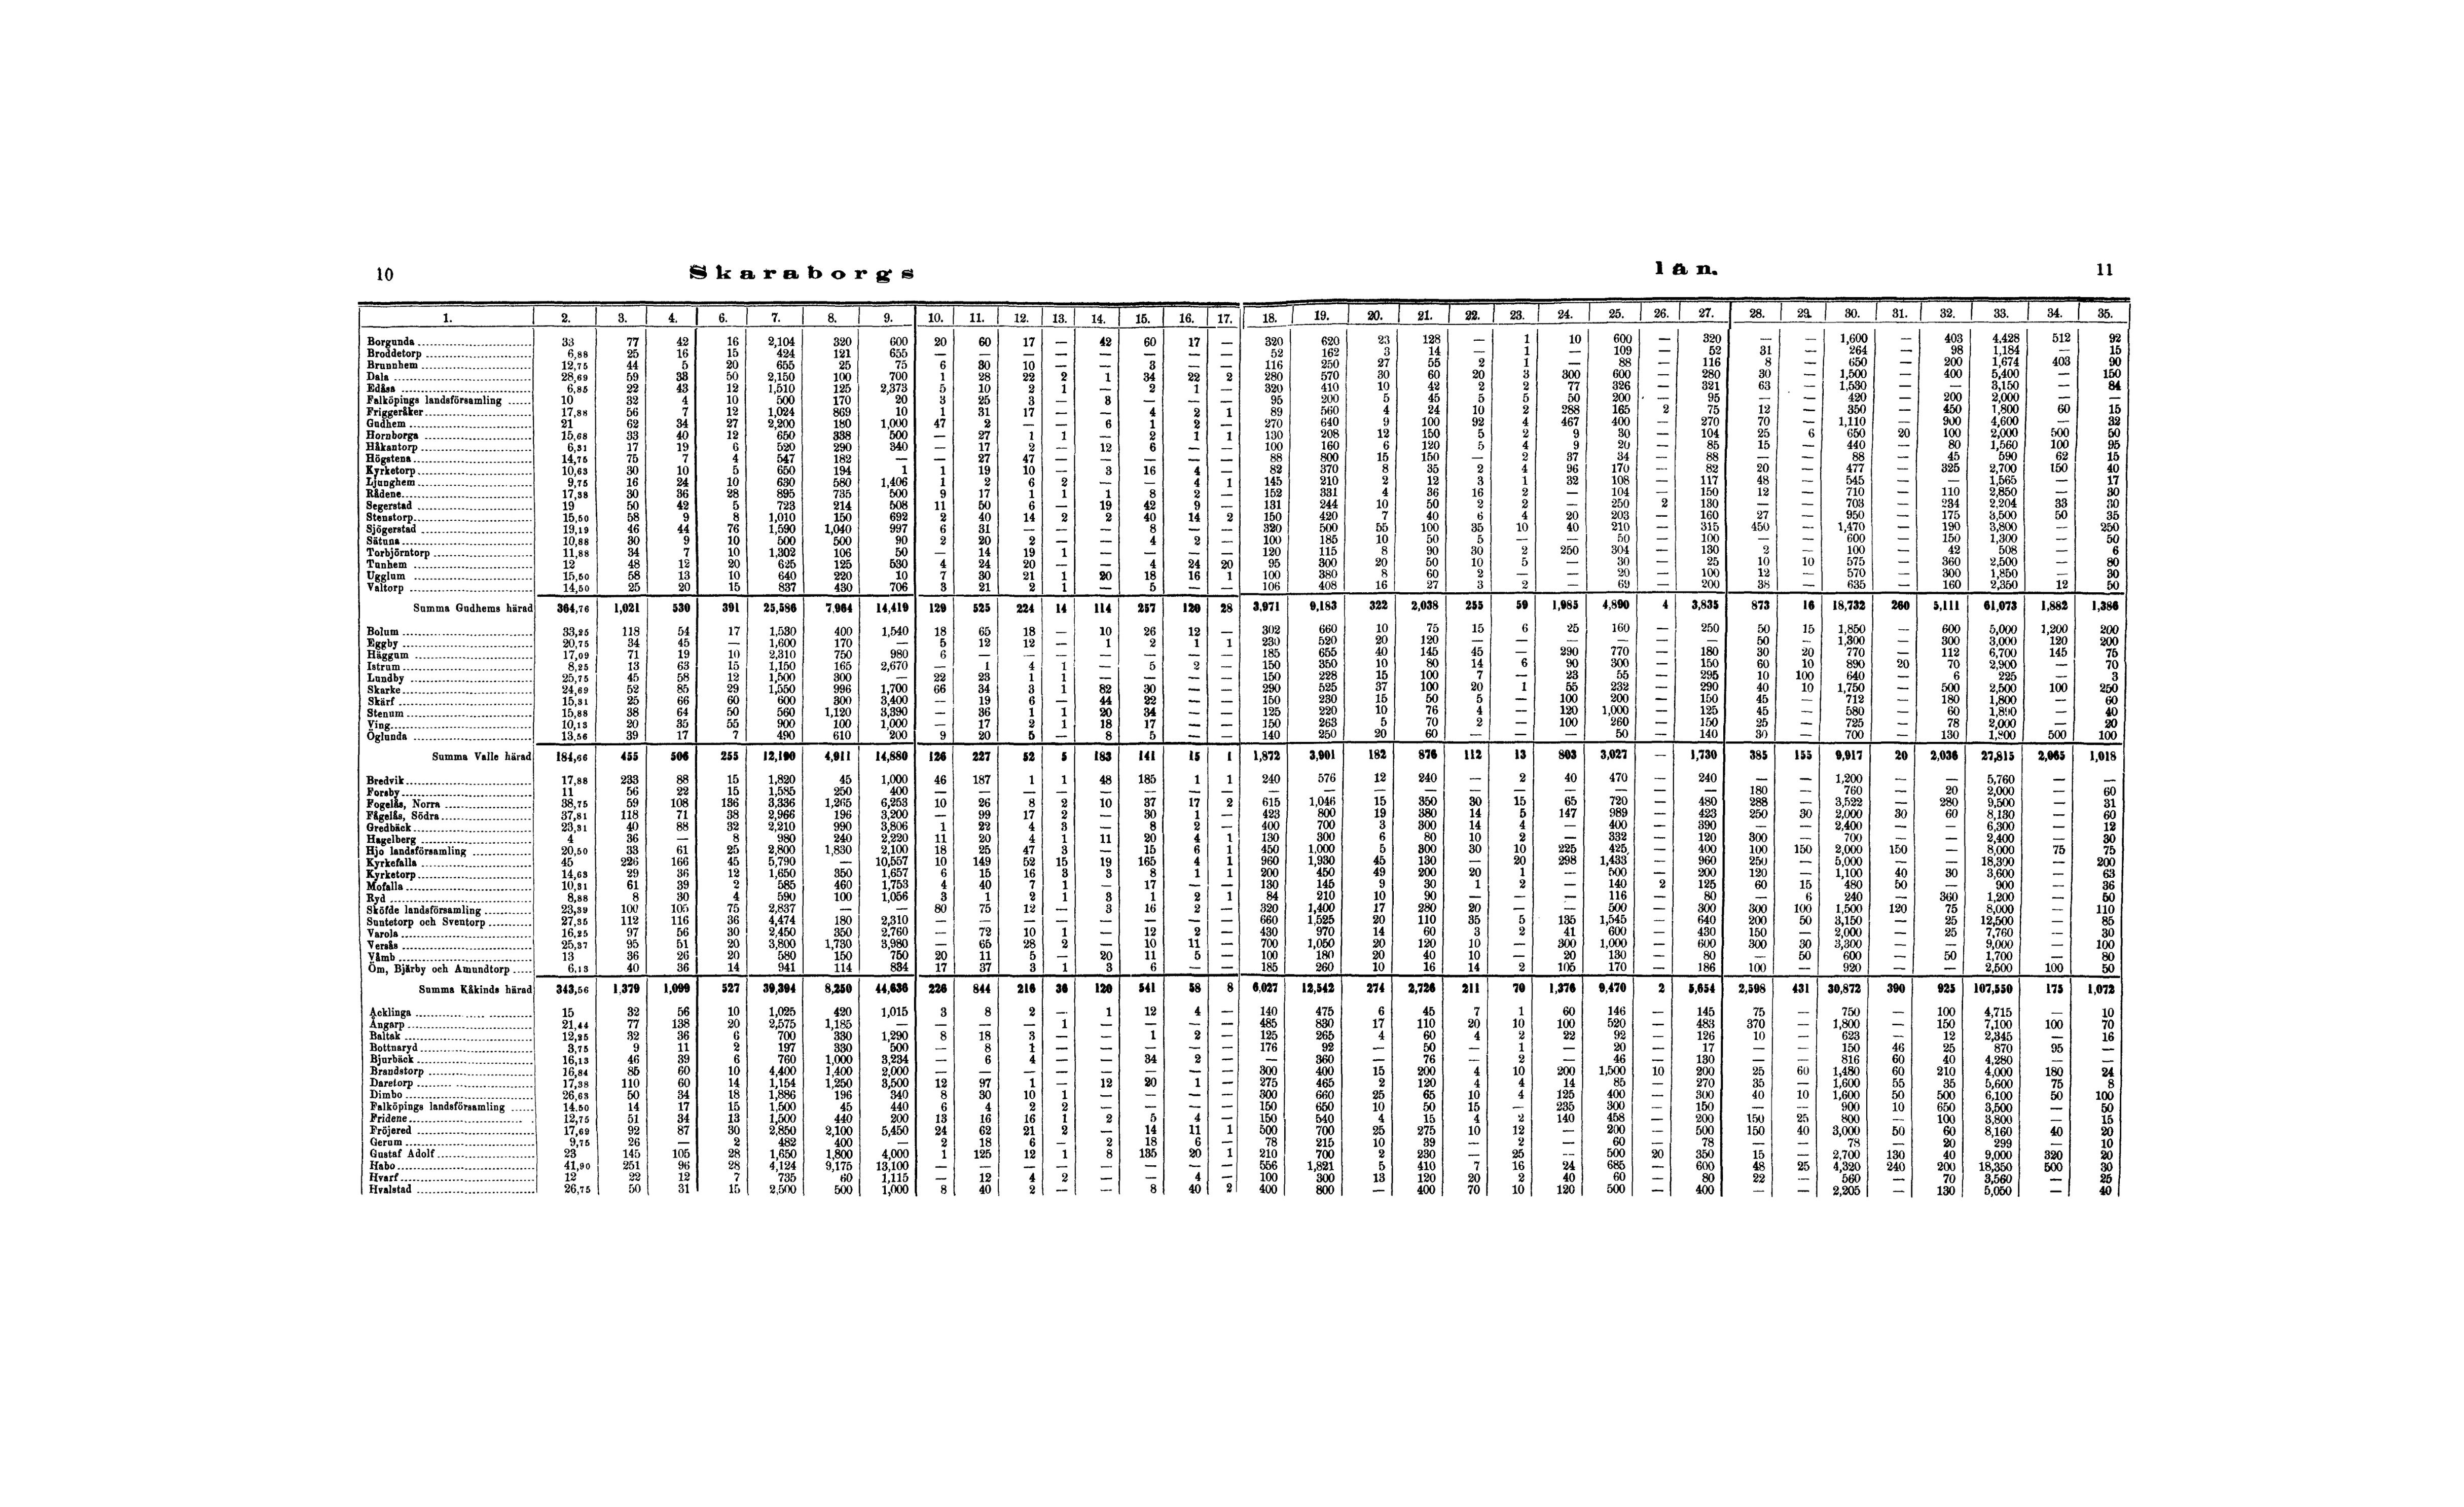 10 Skaraborgs län. 11
1. 2. 3. 4. 6. 7. 8. 9. 10. 11. 12. 13. 14. 15. 16. 17. 18. 19. 20. 21. 22. 23. 24. 25. 26. 27. 28. 29. 30. 31. 32. 33. 34. 35.
Borgunda 33 77 42 16 2,104 320 600 20 60 17 — 42 60 17 — 320 620 23 128 — 1 10 600 — 320 — — 1,600 — 403 4,428 512 92
Broddetorp 6,88 25 16 15 424 121 655 — — — — — — — — 52 162 3 14 — 1 — 109 — 52 31 — 264 — 98 1,184 — 15
Brunnhem 12,75 44 5 20 655 25 75 6 30 10 — — 3 — — 116 250 27 55 2 1 — 88 — 116 8 — 650 — 200 1,674 403 90
Dala 28,69 59 33 50 2,150 100 700 1 28 22 2 1 34 22 2 280 570 30 60 20 3 300 600 — 280 30 — 1,500 — 400 5,400 — 150
Edåsa 6,85 22 43 12 1,510 125 2,373 5 10 2 1 — 2 1 — 320 410 10 42 2 2 77 326 — 321 63 — 1,530 — — 3,150 — 84
Falköpings landsförsamling 10 32 4 10 500 170 20 3 25 3 — 8 — — — 95 200 5 45 5 5 50 200 — 95 — — 420 — 200 2,000 — —
Friggeråker 17,88 56 7 12 1,024 869 10 1 31 17 — — 4 2 1 89 560 4 24 10 2 288 165 2 75 12 — 350 — 450 1,800 60 15
Gudhem 21 62 34 27 2,200 180 1,000 47 2 — — 6 1 2 — 270 640 9 100 92 4 467 400 — 270 70 — 1,110 — 900 4,600 — 32
Hornborga 15,68 33 40 12 650 338 500 — 27 1 1 — 2 1 1 130 208 12 150 5 2 9 30 — 104 25 6 650 20 100 2,000 500 50
Håkantorp 6,31 17 19 6 520 290 340 — 17 2 — 12 6 — — 100 160 6 120 5 4 9 20 — 85 15 — 440 — 80 1,560 100 95
Högstena 14,75 75 7 4 547 182 — — 27 47 — — — — — 88 800 15 150 — 2 37 34 — 88 — — 88 — 45 590 62 15
Kyrketorp 10,63 30 10 5 650 194 1 1 19 10 — 3 16 4 — 82 370 8 35 2 4 96 170 — 82 20 — 477 — 325 2,700 150 40
Ljunghem 9,75 16 24 10 630 580 1,406 1 2 6 2 — — 4 1 145 210 2 12 3 1 32 108 — 117 48 — 545 — — 1,565 — 17
Rådene 17,38 30 36 28 895 735 500 9 17 1 1 1 8 2 — 152 331 4 36 16 2 — 104 — 150 12 — 710 — 110 2,850 — 30
Segerstad 19 50 42 5 723 214 508 11 50 6 — 19 42 9 — 131 244 10 50 2 2 — 250 2 130 — — 703 — 234 2,204 33 30
Stenstorp 15,50 58 9 8 1,010 150 692 2 40 14 2 2 40 14 2 150 420 7 40 6 4 20 203 — 160 27 — 950 — 175 3,500 50 35
Sjögerstad 19,19 46 44 76 1,590 1,040 997 6 31 — — — 8 — — 320 500 55 100 35 10 40 210 — 315 450 — 1,470 — 190 3,800 — 250
Sätuna 10,88 30 9 10 500 500 90 2 20 2 — — 4 2 — 100 185 10 50 5 — — 50 — 100 — — 600 — 150 1,300 — 50
Torbjörntorp 11,88 34 7 10 1,302 106 50 — 14 19 1 — — — — 120 115 8 90 30 2 250 304 — 130 2 — 100 — 42 508 — 6
Tunhem 12 48 12 20 625 125 530 4 24 20 — — 4 24 20 95 300 20 50 10 5 — 30 — 25 10 10 575 — 360 2,500 — 80
Ugglum 15,50 58 13 10 640 220 10 7 30 21 1 20 18 16 1 100 380 8 60 2 — — 20 — 100 12 — 570 — 300 1,850 — 30
Valtorp 14,50 25 20 15 837 430 706 3 21 2 1 — 5 — — 106 408 16 27 3 2 — 69 — 200 38 — 635 — 160 2,350 12 50
Summa Gudhems härad 364,76 1,021 530 391 25,586 7,964 14,419 129 525 224 14 114 257 120 28 3,971 9,183 322 2,038 255 59 1,985 4,890 4 3,835 873 16 18,732 260 5,111 61,073 1,882 1,386
Bolum 33,25 118 54 17 1,530 400 1,540 18 65 18 — 10 26 12 — 302 660 10 75 15 6 25 160 — 250 50 15 1,850 — 600 5,000 1,200 200
Eggby 20,75 34 45 — 1,600 170 — 5 12 12 — 1 2 1 1 230 520 20 120 — — — — — — 50 — 1,300 — 300 3,000 120 200
Häggum 17,09 71 19 10 2,310 750 980 6 — — — — — — — 185 655 40 145 45 — 290 770 — 180 30 20 770 — 112 6,700 145 75
Istrum 8,25 13 63 15 1,150 165 2,670 — 1 4 1 — 5 2 — 150 350 10 80 14 6 90 300 — 150 60 10 890 20 70 2,900 — 70
Lundby 25,75 45 58 12 1,500 300 — 22 23 1 1 — — — — 150 228 15 100 7 — 23 55 — 295 10 100 640 — 6 225 — 3
Skarke 24,69 52 85 29 1,550 996 1,700 66 34 3 1 82 30 — — 290 525 37 100 20 1 55 232 — 290 40 10 1,750 — 500 2,500 100 250
Skärf 15,31 25 66 60 600 300 3,400 — 19 6 — 44 22 — — 150 230 15 50 5 — 100 200 — 150 45 — 712 — 180 1,800 — 60
Stenum 15,88 38 64 50 560 1,120 3,390 — 36 1 1 20 34 — — 125 220 10 76 4 — 120 1,000 — 125 45 — 580 — 60 1,890 — 40
Ving 10,13 20 35 55 900 100 1,000 — 17 2 1 18 17 — — 150 263 5 70 2 — 100 260 — 150 25 — 725 — 78 2,000 — 20
Öglunda 13,56 39 17 7 490 610 200 9 20 5 — 8 5 — — 140 250 20 60 — — — 50 — 140 30 — 700 — 130 1,800 500 100
Summa Valle härad 184,66 455 506 255 12,190 4,911 14,880 126 227 52 5 183 141 15 1 1,872 3,901 182 876 112 13 803 3,027 — 1,730 385 155 9,917 20 2,036 27,815 2,065 1,018
Bredvik 17,88 233 88 15 1,820 45 1,000 46 187 1 1 48 185 1 1 240 576 12 240 — 2 40 470 — 240 — — 1,200 — — 5,760 — —
Forsby 11 56 22 15 1,585 250 400 — — — — — — — — — — — — — — — — — — 180 — 760 — 20 2,000 — 60
Fogelås, Norra 38,75 59 108 136 3,336 1,265 6,253 10 26 8 2 10 37 17 2 615 1,046 15 350 30 15 65 720 — 480 288 — 3,522 — 280 9,500 — 31
Fågelås, Södra 37,81 118 71 38 2,966 196 3,200 — 99 17 2 — 30 1 — 423 800 19 380 14 5 147 989 — 423 250 30 2,000 30 60 8,130 — 60
Gredbäck 23,31 40 88 32 2,210 990 3,806 1 22 4 3 — 8 2 — 400 700 3 300 14 4 — 400 — 390 — — 2,400 — — 6,300 — 12
Hagelberg 4 36 — 8 980 240 2,220 11 20 4 1 11 20 4 1 130 300 6 80 10 2 — 332 — 120 300 — 700 — — 2,400 — 30
Hjo landsförsamling 20,50 33 61 25 2,800 1,830 2,100 18 25 47 3 — 15 6 1 450 1,000 5 300 30 10 225 425 — 400 100 150 2,000 150 — 8,000 75 75
Kyrkefalla 45 226 166 45 5,790 — 10,557 10 149 52 15 19 165 4 1 960 1,930 45 130 — 20 298 1,433 — 960 250 — 5,000 — — 18,300 — 200
Kyrketorp 14,63 29 36 12 1,650 350 1,657 6 15 16 3 3 8 1 1 200 450 49 200 20 1 — 500 — 200 120 — 1,100 40 30 3,600 — 63
Mofalla 10,31 61 39 2 585 460 1,753 4 40 7 1 — 17 — — 130 145 9 30 1 2 — 140 2 125 60 15 480 50 — 900 — 36
Ryd 8,88 8 30 4 590 100 1,056 3 1 2 1 3 1 2 1 84 210 10 90 — — — 116 — 80 — 6 240 — 360 1,200 — 50
Sköfde landsförsamling 23,39 100 105 75 2,837 — — 80 75 12 — 3 16 2 — 320 1,400 17 280 20 — — 500 — 300 300 100 1,500 120 75 8,000 — 110
Suntetorp och Sventorp 27,35 112 116 36 4,474 180 2,310 — — — — — — — — 660 1,525 20 110 35 5 135 1,545 — 640 200 50 3,150 — 25 12,500 — 85
Varola 16,25 97 56 30 2,450 350 2,760 — 72 10 1 — 12 2 — 430 970 14 60 3 2 41 600 — 430 150 — 2,000 — 25 7,760 — 30
Versås 25,37 95 51 20 3,800 1,730 3,980 — 65 28 2 — 10 11 — 700 1,050 20 120 10 — 300 1,000 — 600 300 30 3,300 — — 9,000 — 100
Våmb 13 36 26 20 580 150 750 20 11 5 — 20 11 5 — 100 180 20 40 10 — 20 130 — 80 — 50 600 — 50 1,700 — 80
Öm, Bjärby och Amundtorp 6,13 40 36 14 941 114 834 17 37 3 1 3 6 — — 185 260 10 16 14 2 105 170 — 186 100 — 920 — — 2,500 100 50
Summa Kåkinds härad 343,56 1,379 1,099 527 39,394 8,250 44,636 226 844 216 36 120 541 58 8 6,027 12,542 274 2,726 211 70 1,376 9,470 2 5,654 2,598 431 30,872 390 925 107,550 175 1,072
Acklinga 15 32 56 10 1,025 420 1,015 3 8 2 — 1 12 4 — 140 475 6 45 7 1 60 146 — 145 75 — 750 — 100 4,715 — 10
Ångarp 21,44 77 138 20 2,575 1,185 — — — — 1 — — — — 485 830 17 110 20 10 100 520 — 483 370 — 1,800 — 150 7,100 100 70
Baltak 12,25 32 36 6 700 330 1,290 8 18 3 — — 1 2 — 125 265 4 60 4 2 22 92 — 126 10 — 623 — 12 2,345 — 16
Bottnaryd 3,75 9 11 2 197 330 500 — 8 1 — — — — — 176 92 — 50 — 1 — 20 — 17 — — 150 46 25 870 95 —
Bjurbäck 16,13 46 39 6 760 1,000 3,234 — 6 4 — — 34 2 — — 360 — 76 — 2 — 46 — 130 — — 816 60 40 4,280 — —
Brandstorp 16,84 85 60 10 4,400 1,400 2,000 — — — — — — — — 300 400 15 200 4 10 200 1,500 10 200 25 60 1,480 60 210 4,000 180 24
Daretorp 17,38 110 60 14 1,154 1,250 3,500 12 97 1 — 12 20 1 — 275 465 2 120 4 4 14 85 — 270 35 — 1,600 55 35 5,600 75 8
Dimbo 26,63 50 34 18 1,886 196 340 8 30 10 1 — — — — 300 660 25 65 10 4 125 400 — 300 40 10 1,600 50 500 6,100 50 100
Falköpings landsförsamling 14,50 14 17 15 1,500 45 440 6 4 2 2 — — — — 150 650 10 50 15 — 235 300 — 150 — — 900 10 650 3,500 — 50
Fridene 12,75 51 34 13 1,500 440 200 13 16 16 1 2 5 4 — 150 540 4 15 4 2 140 458 — 200 150 25 800 — 100 3,800 — 15
Fröjered 17,69 92 87 30 2,850 2,100 5,450 24 62 21 2 — 14 11 1 500 700 25 275 10 12 — 200 — 500 150 40 3,000 50 60 8,160 40 20
Gerum 9,75 26 — 2 482 400 — 2 18 6 — 2 18 6 — 78 215 10 39 — 2 — 60 — 78 — — 78 — 20 299 — 10
Gustaf Adolf 23 145 105 28 1,650 1,800 4,000 1 125 12 1 8 135 20 1 210 700 2 230 — 25 — 500 20 350 15 — 2,700 130 40 9,000 320 20
Habo 41,90 251 96 28 4,124 9,175 13,100 — — — — — — — — 556 1,821 5 410 7 16 24 685 — 600 48 25 4,320 240 200 18,350 500 30
Hvarf 12 22 12 7 735 60 1,115 — 12 4 2 — — 4 — 100 300 13 120 20 2 40 60 — 80 22 — 560 — 70 3,560 — 25
Hvalstad 26,75 50 31 15 2,500 500 1,000 8 40 2 — — 8 40 2 400 800 — 400 70 10 120 500 — 400 — — 2,205 — 130 5,050 — 40